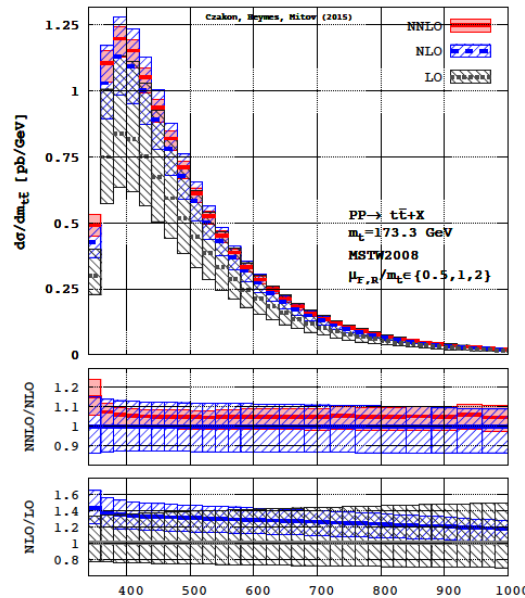 Czakon, Heymes, Mitov (2015)
NNLO
NLO
LO
dσ/dm_tt̄ [pb/GeV]
1.25
1
0.75
0.5
0.25
0
PP→ tt̄+X
m_t=173.3 GeV
MSTW2008
μ_F,R/m_t∈{0.5,1,2}
NNLO/NLO
1.2
1.1
1.0
0.9
NLO/LO
1.6
1.4
1.2
1
0.8
400 500 600 700 800 900 1000